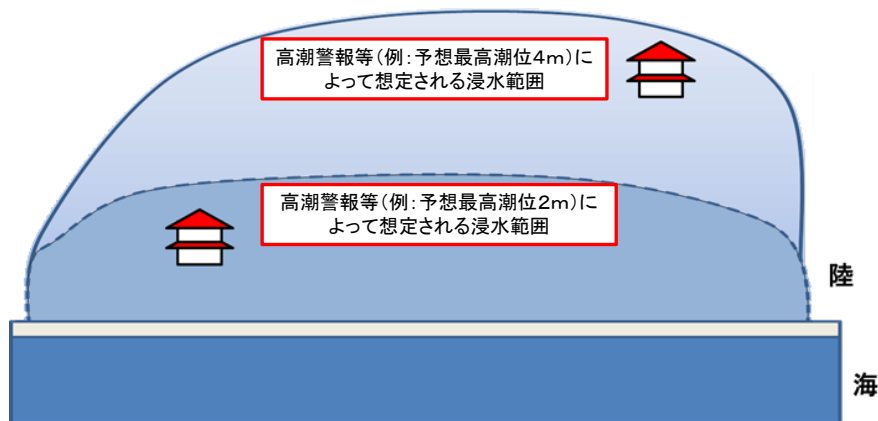 高潮警報等(例:予想最高潮位4m)に
よって想定される浸水範囲
高潮警報等(例:予想最高潮位2m)に
よって想定される浸水範囲
陸
海